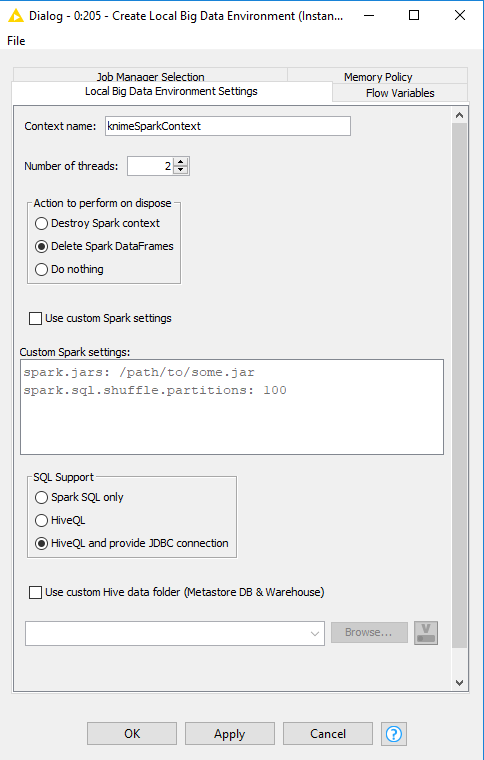 Dialog - 0:205 - Create Local Big Data Environment (Instan...
File
Job Manager Selection
Memory Policy
Local Big Data Environment Settings
Flow Variables
Context name: knimeSparkContext
Number of threads: 2
Action to perform on dispose
Destroy Spark context
Delete Spark DataFrames
Do nothing
Use custom Spark settings
Custom Spark settings:
spark.jars: /path/to/some.jar
spark.sql.shuffle.partitions: 100
SQL Support
Spark SQL only
HiveQL
HiveQL and provide JDBC connection
Use custom Hive data folder (Metastore DB & Warehouse)
Browse...
V
OK
Apply
Cancel
?